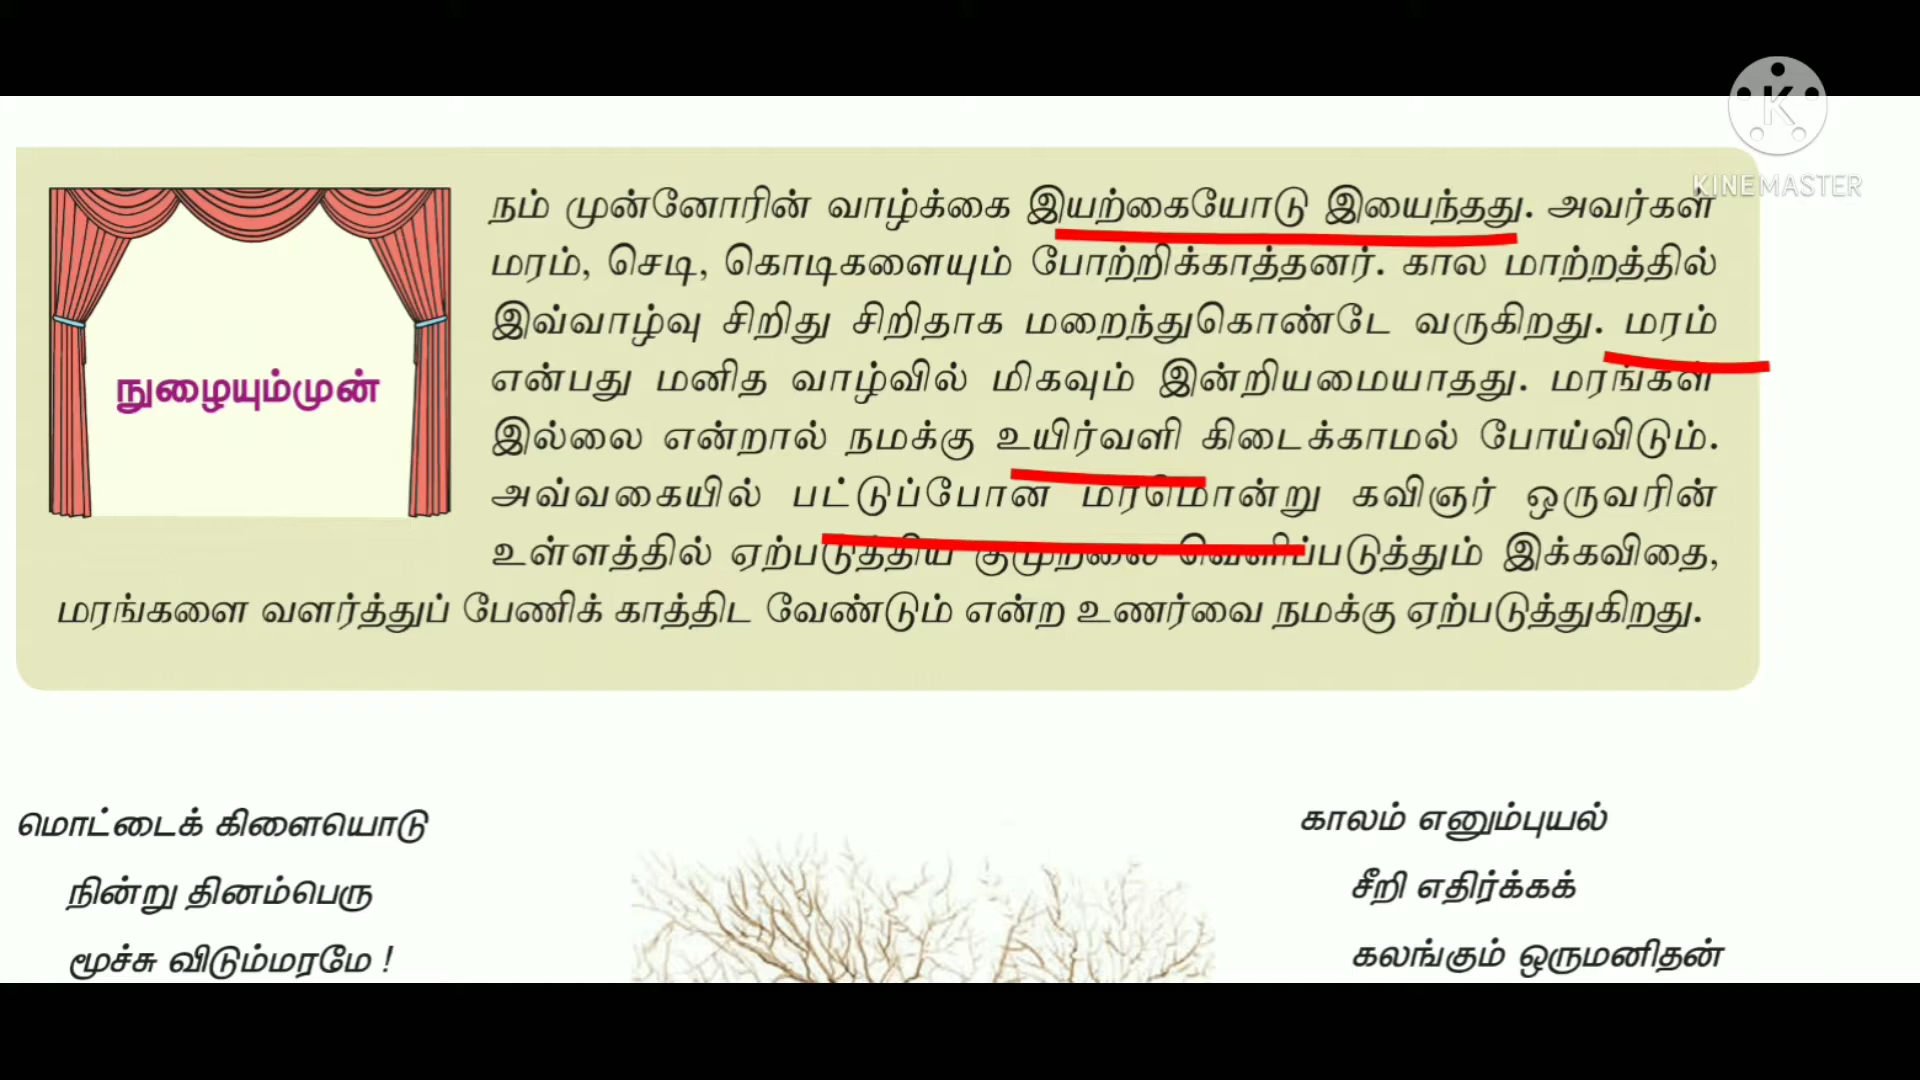 K
KINEMASTER
நுழையும்முன்
நம் முன்னோரின் வாழ்க்கை இயற்கையோடு இயைந்தது. அவர்கள்
மரம், செடி, கொடிகளையும் போற்றிக்காத்தனர். கால மாற்றத்தில்
இவ்வாழ்வு சிறிது சிறிதாக மறைந்துகொண்டே வருகிறது. மரம்
என்பது மனித வாழ்வில் மிகவும் இன்றியமையாதது. மரங்கள்
இல்லை என்றால் நமக்கு உயிர்வளி கிடைக்காமல் போய்விடும்.
அவ்வகையில் பட்டுப்போன மரமொன்று கவிஞர் ஒருவரின்
உள்ளத்தில் ஏற்படுத்திய குமுறலை வெளிப்படுத்தும் இக்கவிதை,
மரங்களை வளர்த்துப் பேணிக் காத்திட வேண்டும் என்ற உணர்வை நமக்கு ஏற்படுத்துகிறது.
மொட்டைக் கிளையொடு
நின்று தினம்பெரு
மூச்சு விடும்மரமே !
காலம் எனும்புயல்
சீறி எதிர்க்கக்
கலங்கும் ஒருமனிதன்